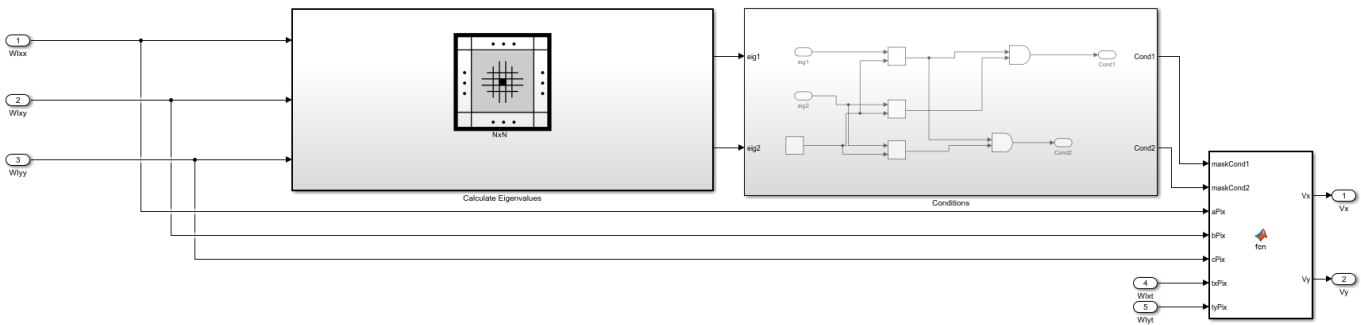 1
WIxx
2
WIxy
3
WIyy
NxN
Calculate Eigenvalues
eig1
eig2
eig1
eig2
Cond1
Cond2
Cond1
Cond2
Conditions
maskCond1
maskCond2
aPix
bPix
cPix
txPix
tyPix
fcn
Vx
Vy
4
WIxt
5
WIyt
1
Vx
2
Vy